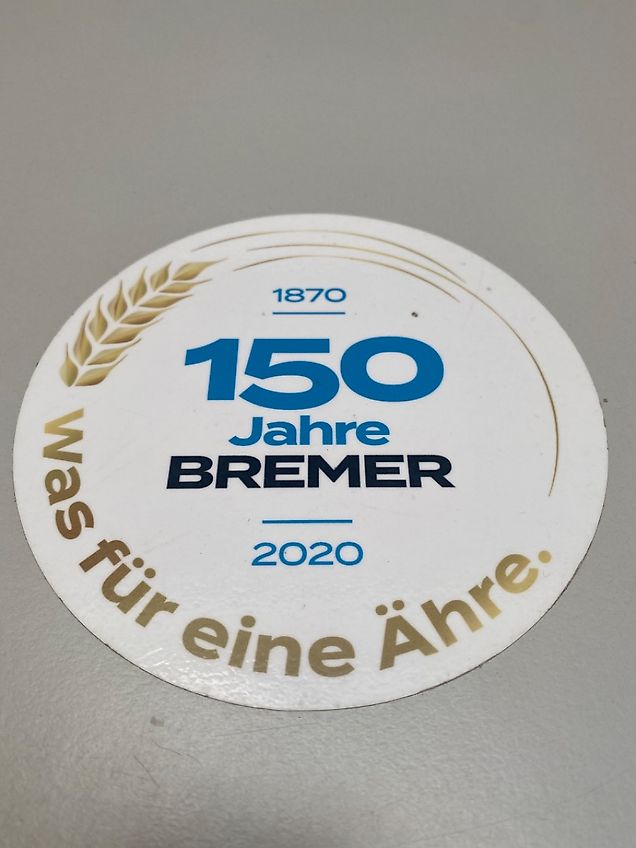 1870
150
Jahre
BREMER
2020
Was für eine Ähre.